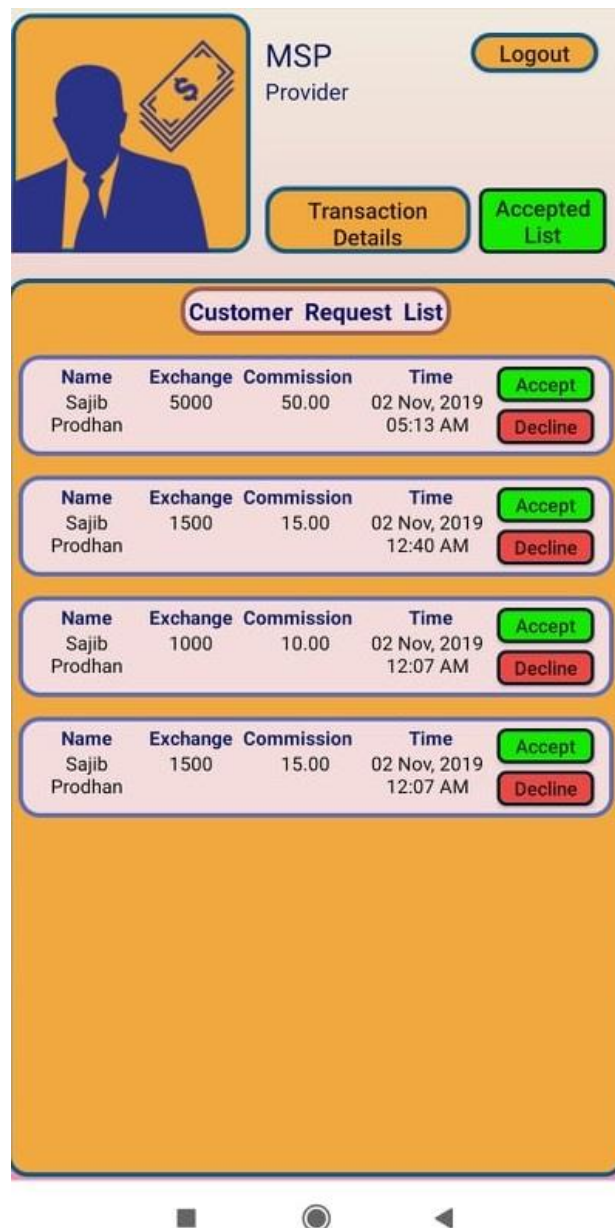 MSP
Logout
Provider
Transaction
Details
Accepted
List
Customer Request List
Name Exchange Commission Time Accept
Sajib 5000 50.00 02 Nov, 2019
Prodhan 05:13 AM Decline
Name Exchange Commission Time Accept
Sajib 1500 15.00 02 Nov, 2019
Prodhan 12:40 AM Decline
Name Exchange Commission Time Accept
Sajib 1000 10.00 02 Nov, 2019
Prodhan 12:07 AM Decline
Name Exchange Commission Time Accept
Sajib 1500 15.00 02 Nov, 2019
Prodhan 12:07 AM Decline